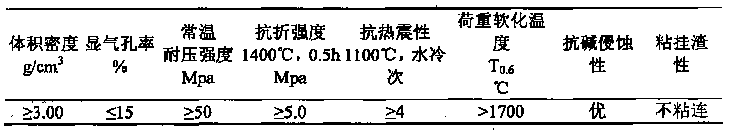 体积密度 g/cm³ 显气孔率 % 常温耐压强度 Mpa 抗折强度 1400℃，0.5h Mpa 抗热震性 1100℃，水冷 次 荷重软化温度 T0.6 ℃ 抗碱侵蚀性 粘挂渣性
≥3.00 ≤15 ≥50 ≥5.0 ≥4 >1700 优 不粘连